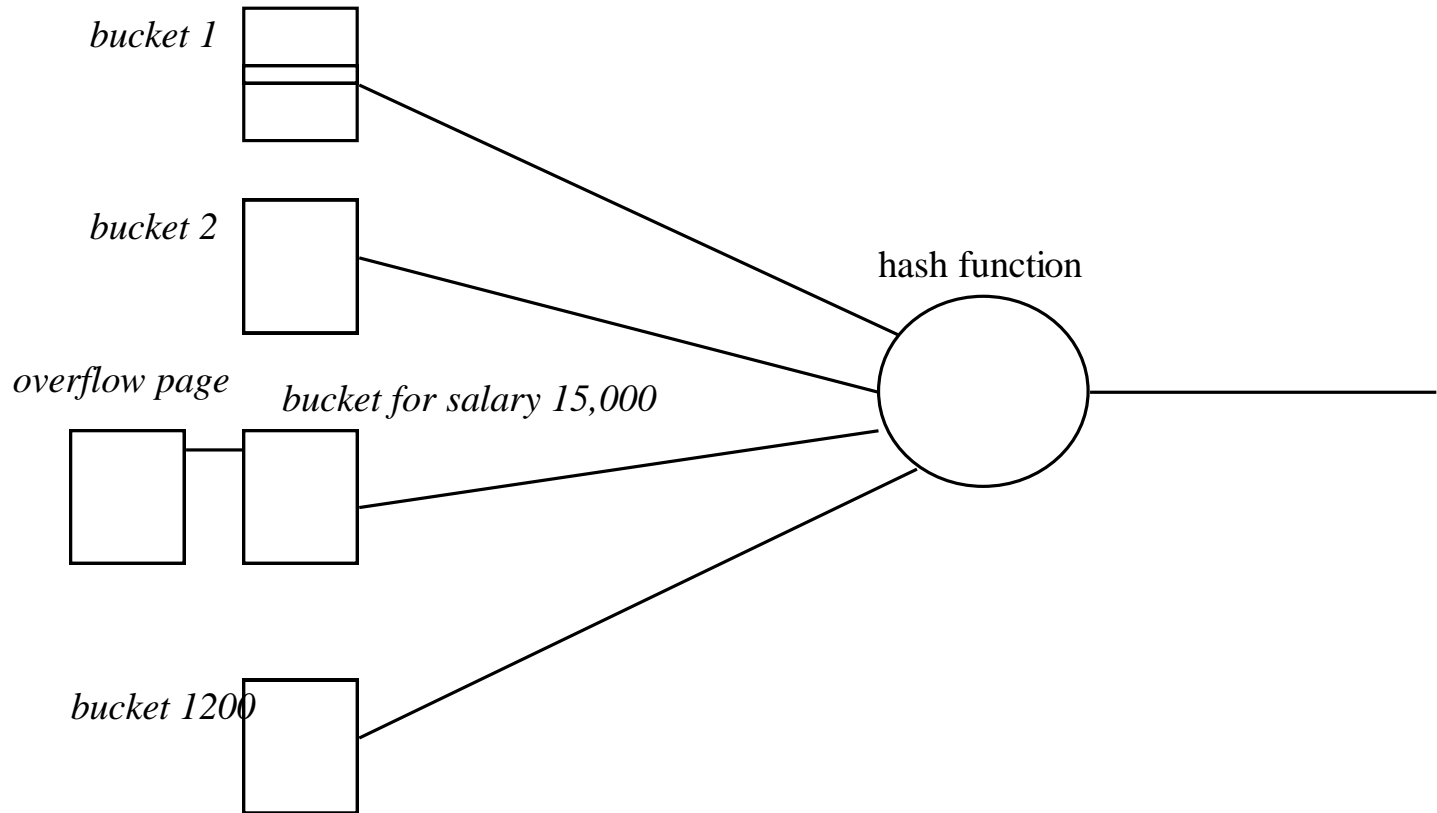 bucket 1
bucket 2
hash function
overflow page
bucket for salary 15,000
bucket 1200